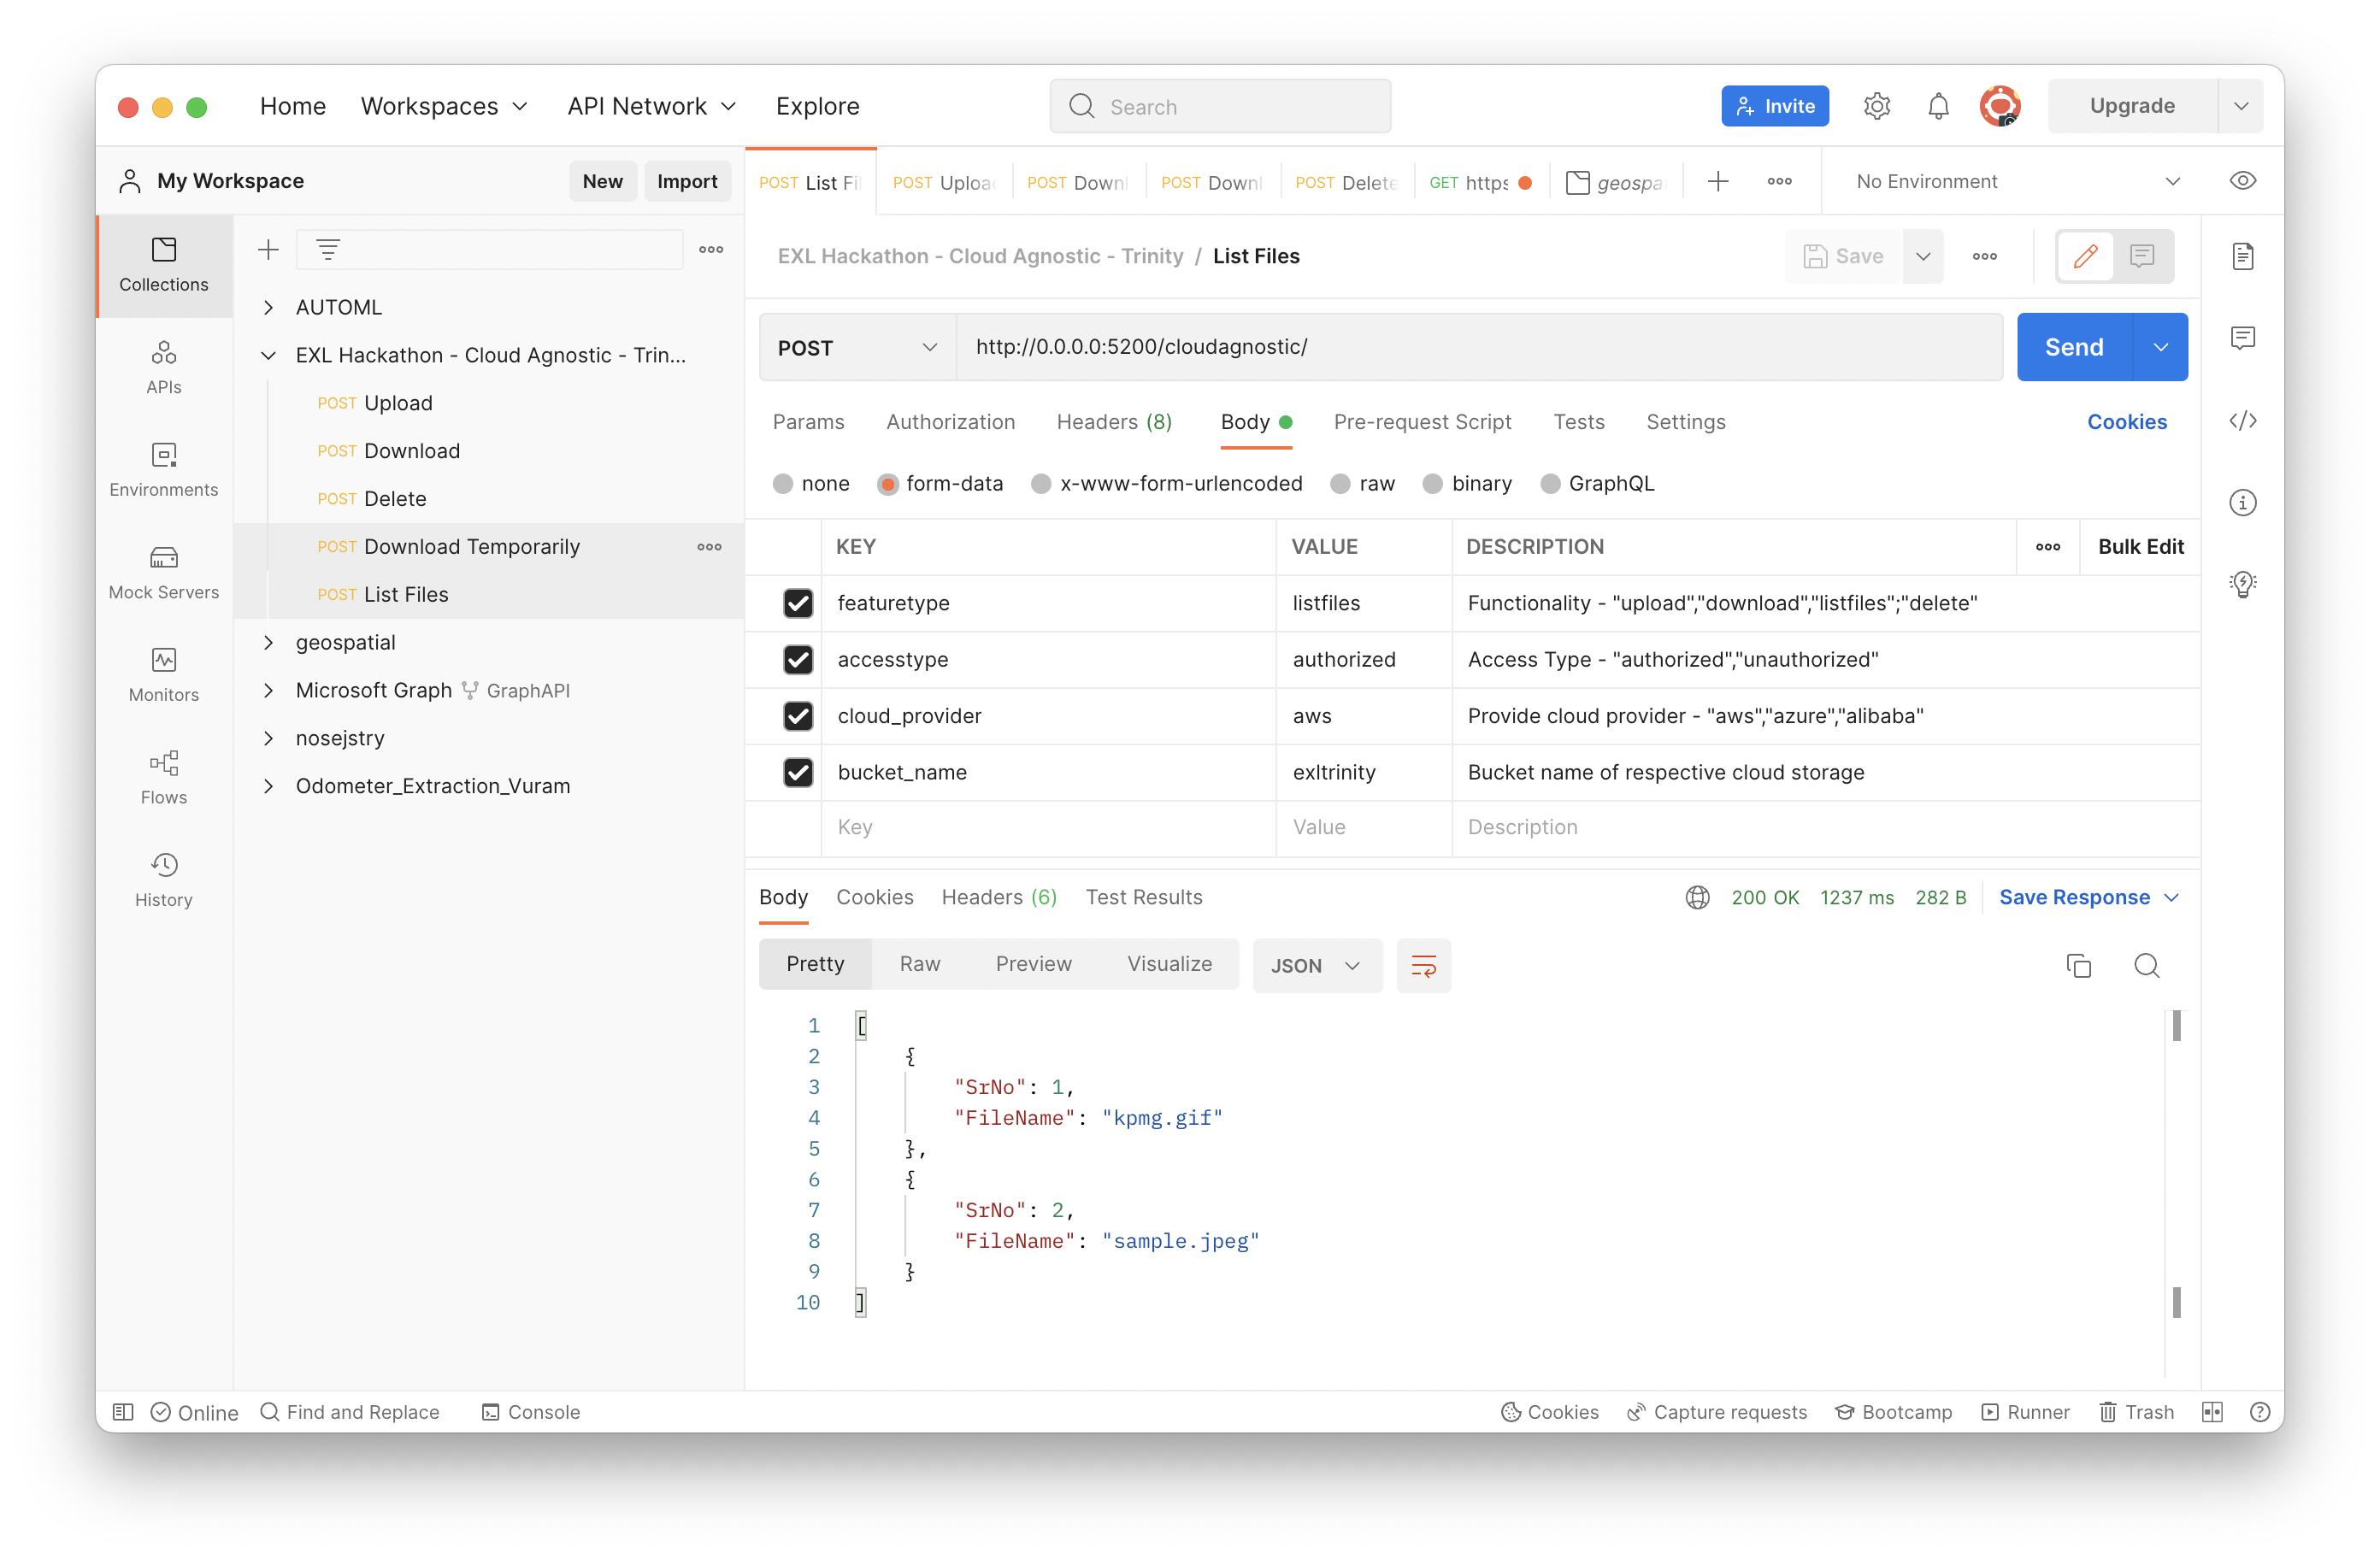 Home Workspaces API Network Explore Search Invite Upgrade
My Workspace New Import
POST List Fil POST Uploa POST Downl POST Downl POST Delete GET https geospa No Environment
Collections
APIs
Environments
Mock Servers
Monitors
Flows
History
AUTOML
EXL Hackathon - Cloud Agnostic - Trin...
POST Upload
POST Download
POST Delete
POST Download Temporarily
POST List Files
geospatial
Microsoft Graph GraphAPI
nosejstry
Odometer_Extraction_Vuram
EXL Hackathon - Cloud Agnostic - Trinity / List Files Save
POST http://0.0.0.0:5200/cloudagnostic/ Send
Params Authorization Headers (8) Body Pre-request Script Tests Settings Cookies
none form-data x-www-form-urlencoded raw binary GraphQL
KEY VALUE DESCRIPTION Bulk Edit
featuretype listfiles Functionality - "upload","download","listfiles";"delete"
accesstype authorized Access Type - "authorized","unauthorized"
cloud_provider aws Provide cloud provider - "aws","azure","alibaba"
bucket_name exltrinity Bucket name of respective cloud storage
Key Value Description
Body Cookies Headers (6) Test Results 200 OK 1237 ms 282 B Save Response
Pretty Raw Preview Visualize JSON
1 [
2 {
3 "SrNo": 1,
4 "FileName": "kpmg.gif"
5 },
6 {
7 "SrNo": 2,
8 "FileName": "sample.jpeg"
9 }
10 ]
Online Find and Replace Console Cookies Capture requests Bootcamp Runner Trash